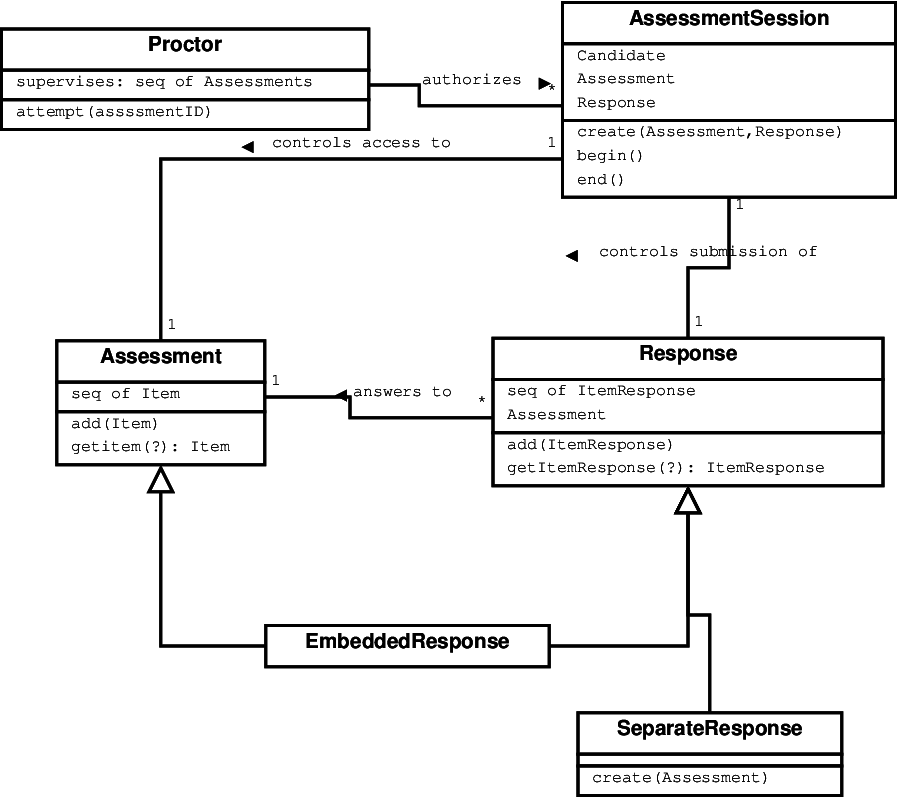 AssessmentSession
Candidate
Assessment
Response
create(Assessment,Response)
begin()
end()
Proctor
supervises: seq of Assessments
attempt(assssmentID)
authorizes ▶
*
◀ controls access to
1
1
1
◀ controls submission of
1
Assessment
seq of Item
add(Item)
getitem(?): Item
1
◀ answers to
*
Response
seq of ItemResponse
Assessment
add(ItemResponse)
getItemResponse(?): ItemResponse
EmbeddedResponse
SeparateResponse
create(Assessment)